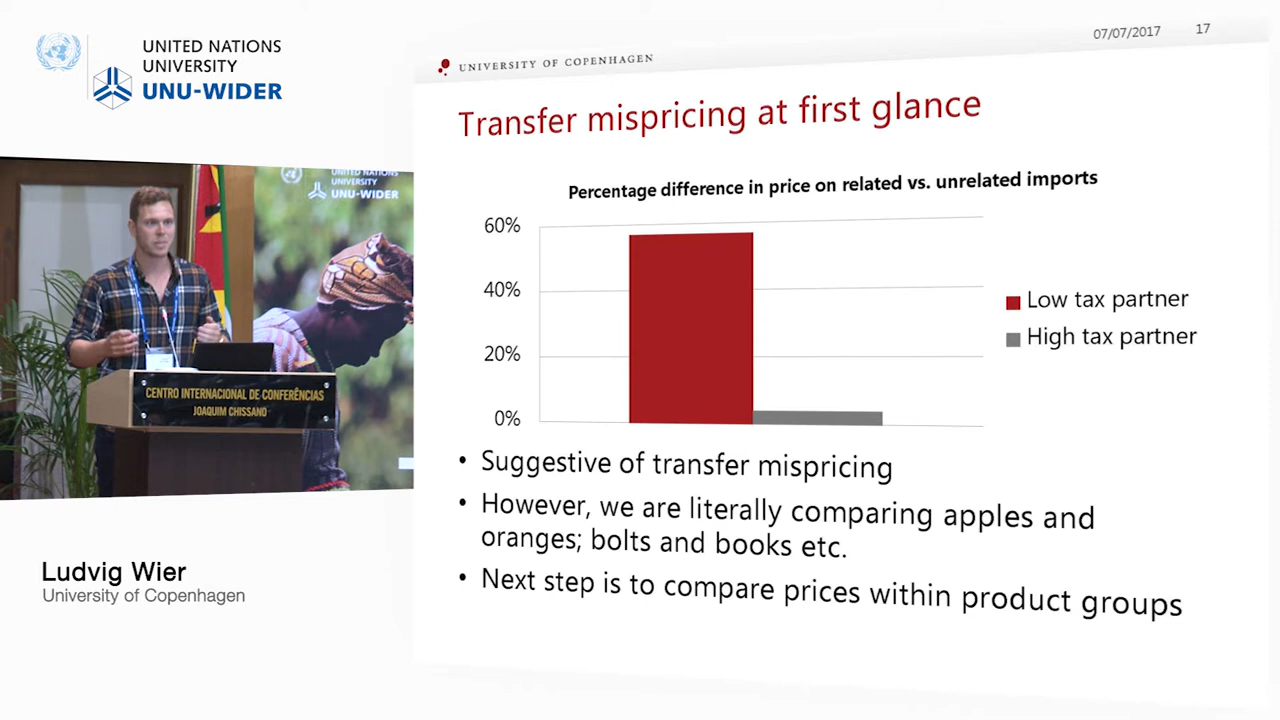 UNITED NATIONS
UNIVERSITY
UNU-WIDER
UNITED NATIONS
UNIVERSITY
UNU-WIDER
CENTRO INTERNACIONAL DE CONFERÊNCIAS
JOAQUIM CHISSANO
Ludvig Wier
University of Copenhagen
UNIVERSITY OF COPENHAGEN
07/07/2017 17
Transfer mispricing at first glance
Percentage difference in price on related vs. unrelated imports
60%
40%
20%
0%
Low tax partner
High tax partner
• Suggestive of transfer mispricing
• However, we are literally comparing apples and
oranges; bolts and books etc.
• Next step is to compare prices within product groups